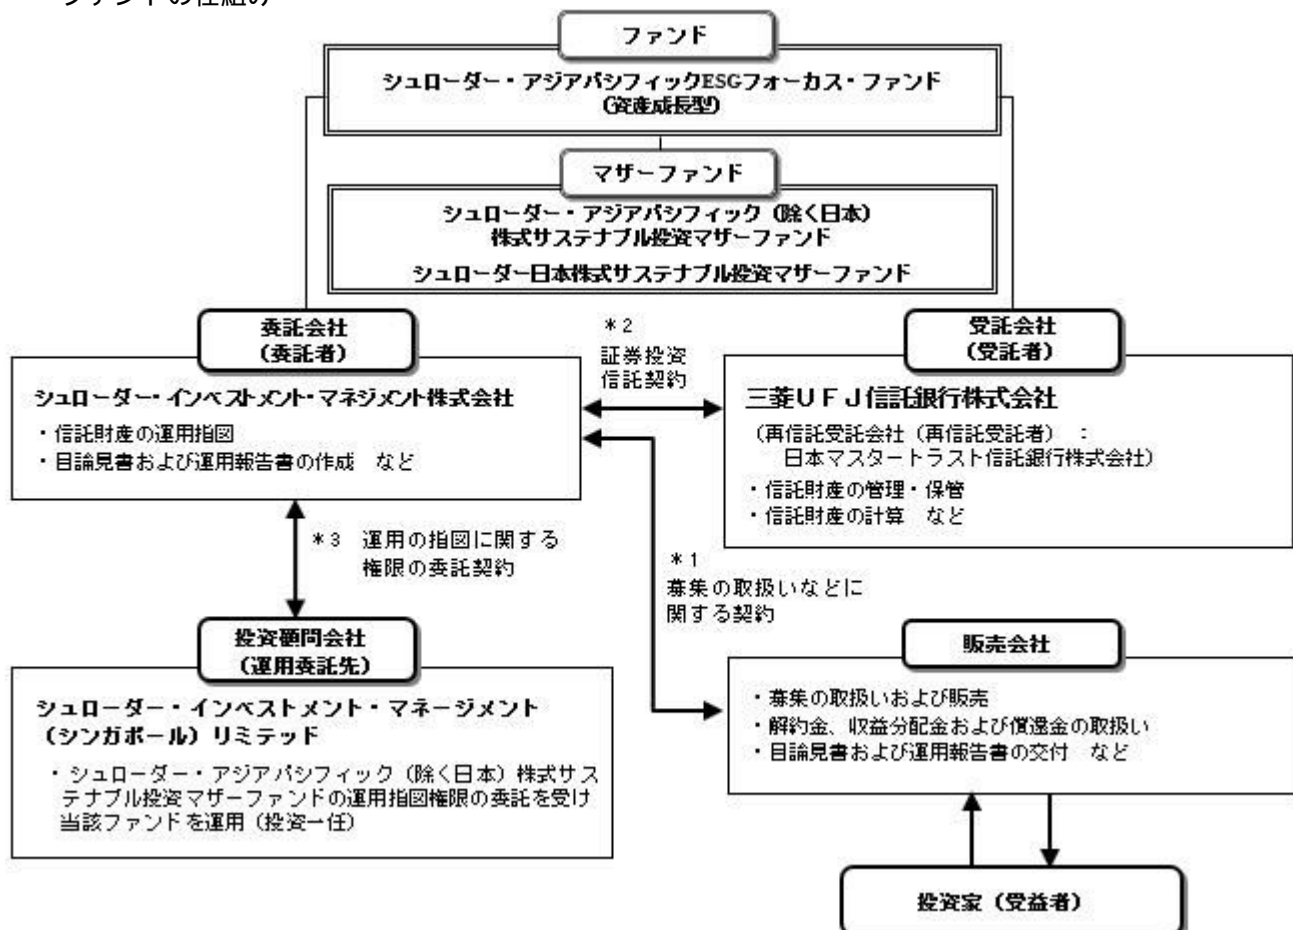 ファンドの仕組み
ファンド
シュローダー・アジアパシフィックESGフォーカス・ファンド
(資産成長型)
マザーファンド
シュローダー・アジアパシフィック（除く日本）
株式サステナブル投資マザーファンド
シュローダー日本株式サステナブル投資マザーファンド
委託会社
（委託者）
シュローダー・インベストメント・マネジメント株式会社
・信託財産の運用指図
・目論見書および運用報告書の作成　など
＊2
証券投資
信託契約
受託会社
（受託者）
三菱ＵＦＪ信託銀行株式会社
（再信託受託会社（再信託受託者）：
日本マスタートラスト信託銀行株式会社）
・信託財産の管理・保管
・信託財産の計算　など
＊3　運用の指図に関する
権限の委託契約
＊1
募集の取扱いなどに
関する契約
投資顧問会社
（運用委託先）
シュローダー・インベストメント・マネージメント
（シンガポール）リミテッド
・シュローダー・アジアパシフィック（除く日本）株式サス
テナブル投資マザーファンドの運用指図権限の委託を受け
当該ファンドを運用（投資一任）
販売会社
・募集の取扱いおよび販売
・解約金、収益分配金および償還金の取扱い
・目論見書および運用報告書の交付　など
投資家（受益者）